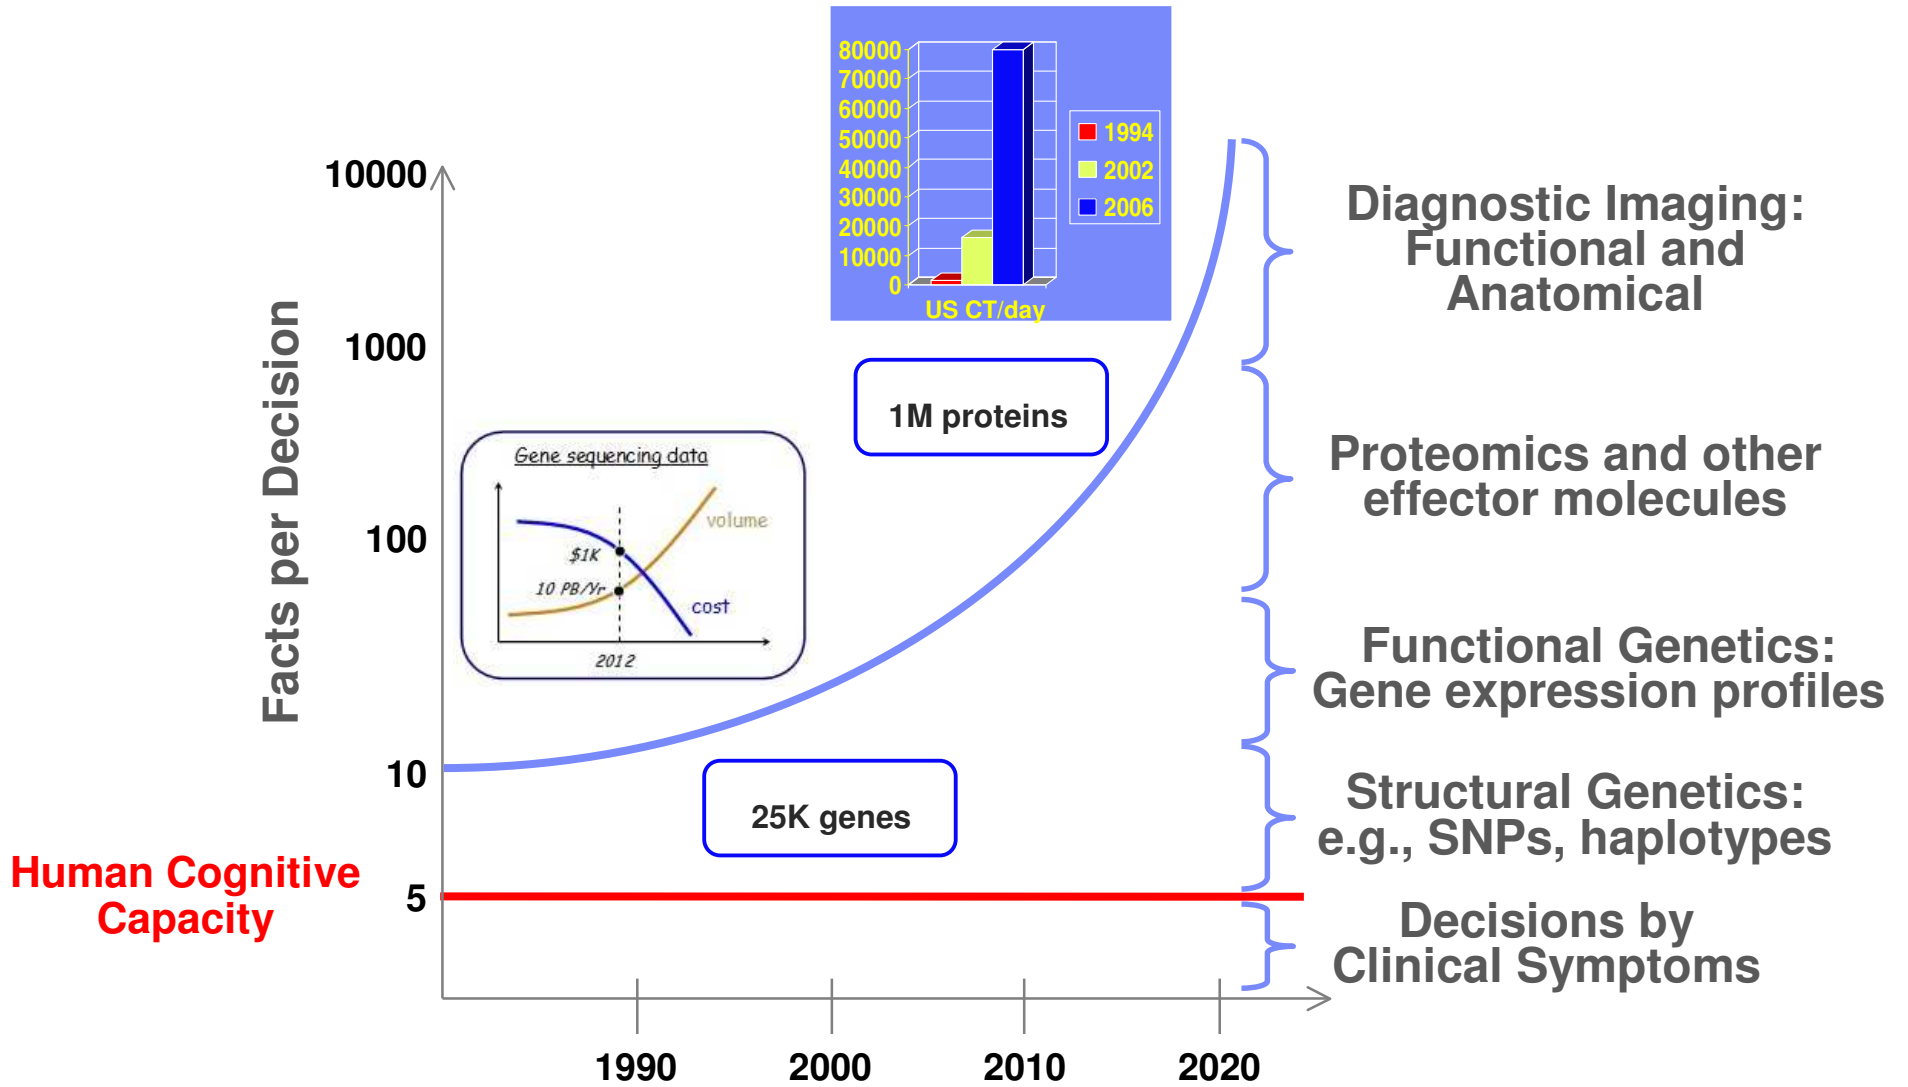 80000
70000
60000
50000
40000
30000
20000
10000
0
1994
2002
2006
US CT/day
10000
1000
100
10
5
Facts per Decision
Human Cognitive
Capacity
Gene sequencing data
volume
$1K
10 PB/Yr
cost
2012
1M proteins
25K genes
Diagnostic Imaging:
Functional and
Anatomical
Proteomics and other
effector molecules
Functional Genetics:
Gene expression profiles
Structural Genetics:
e.g., SNPs, haplotypes
Decisions by
Clinical Symptoms
1990
2000
2010
2020